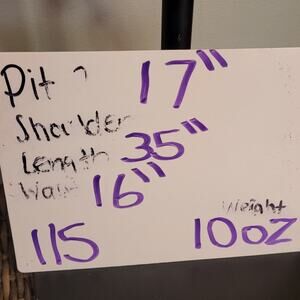 Pit 17"
Shoulder
Length 35"
Waist 16"
Weight
115 10oz